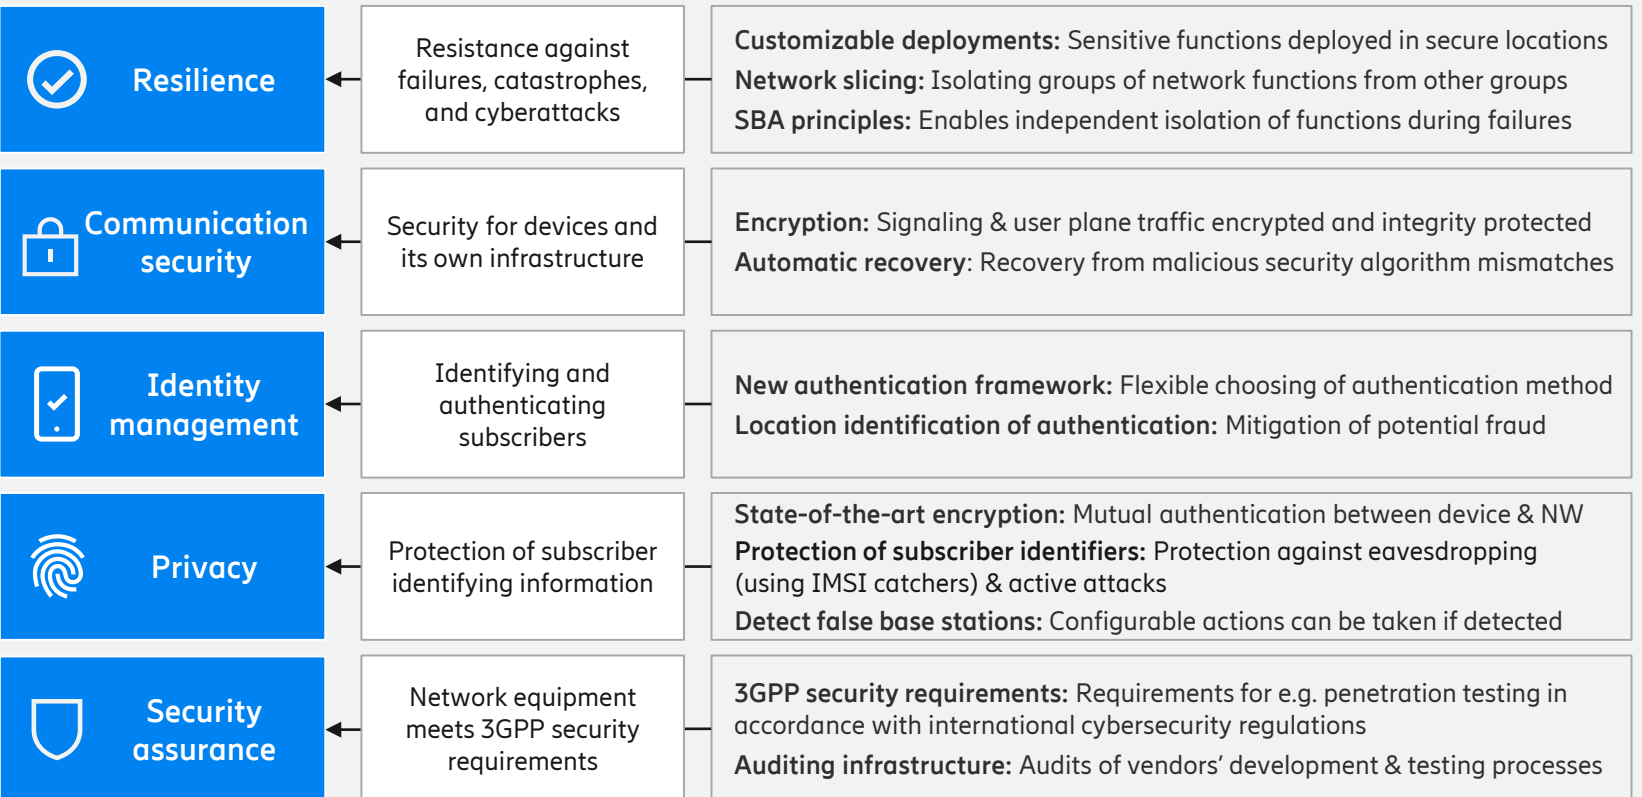 Resilience
Resistance against
failures, catastrophes,
and cyberattacks
Customizable deployments: Sensitive functions deployed in secure locations
Network slicing: Isolating groups of network functions from other groups
SBA principles: Enables independent isolation of functions during failures
Communication
security
Security for devices and
its own infrastructure
Encryption: Signaling & user plane traffic encrypted and integrity protected
Automatic recovery: Recovery from malicious security algorithm mismatches
Identity
management
Identifying and
authenticating
subscribers
New authentication framework: Flexible choosing of authentication method
Location identification of authentication: Mitigation of potential fraud
Privacy
Protection of subscriber
identifying information
State-of-the-art encryption: Mutual authentication between device & NW
Protection of subscriber identifiers: Protection against eavesdropping
(using IMSI catchers) & active attacks
Detect false base stations: Configurable actions can be taken if detected
Security
assurance
Network equipment
meets 3GPP security
requirements
3GPP security requirements: Requirements for e.g. penetration testing in
accordance with international cybersecurity regulations
Auditing infrastructure: Audits of vendors’ development & testing processes